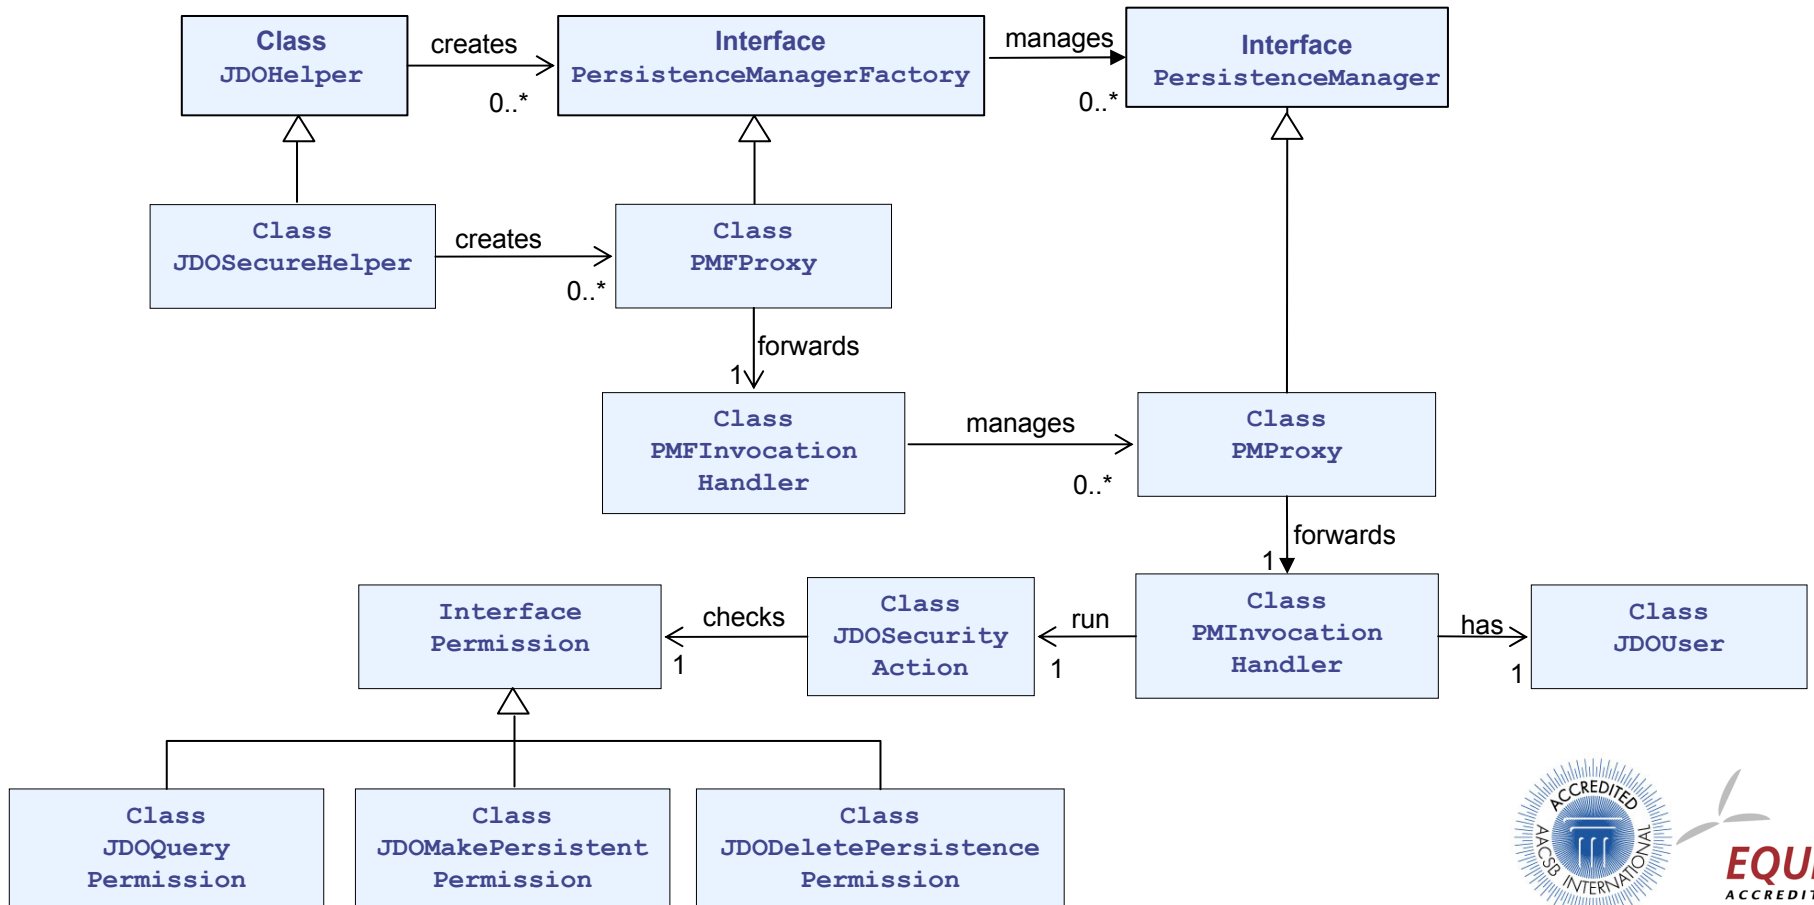 Class
JDOHelper
creates
0..*
Interface
PersistenceManagerFactory
manages
0..*
Interface
PersistenceManager
Class
JDOSecureHelper
creates
0..*
Class
PMFProxy
forwards
1
Class
PMFInvocation
Handler
manages
0..*
Class
PMProxy
forwards
1
Interface
Permission
checks
1
Class
JDOSecurity
Action
run
1
Class
PMInvocation
Handler
has
1
Class
JDOUser
Class
JDOQuery
Permission
Class
JDOMakePersistent
Permission
Class
JDODeletePersistence
Permission
ACCREDITED
AACSB INTERNATIONAL
EQUI
ACCREDIT